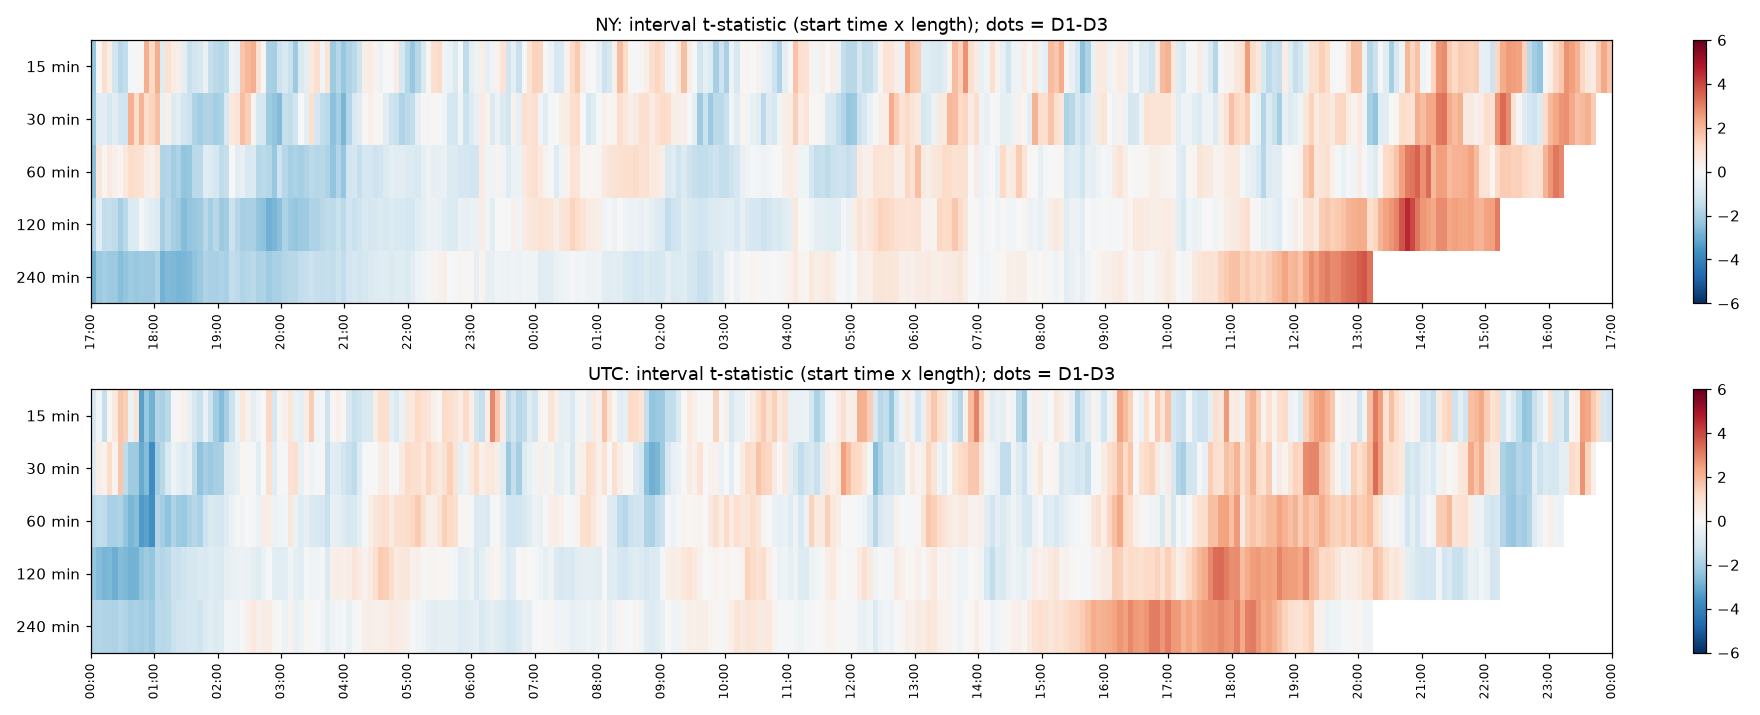 NY: interval t-statistic (start time x length); dots = D1-D3
15 min
30 min
60 min
120 min
240 min
17:00 18:00 19:00 20:00 21:00 22:00 23:00 00:00 01:00 02:00 03:00 04:00 05:00 06:00 07:00 08:00 09:00 10:00 11:00 12:00 13:00 14:00 15:00 16:00 17:00
6
4
2
0
−2
−4
−6
UTC: interval t-statistic (start time x length); dots = D1-D3
15 min
30 min
60 min
120 min
240 min
00:00 01:00 02:00 03:00 04:00 05:00 06:00 07:00 08:00 09:00 10:00 11:00 12:00 13:00 14:00 15:00 16:00 17:00 18:00 19:00 20:00 21:00 22:00 23:00 00:00
6
4
2
0
−2
−4
−6